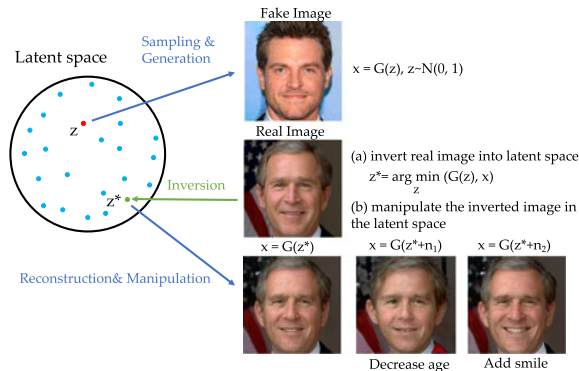 Fake Image
Sampling &
Generation
Latent space
x = G(z), z~N(0, 1)
z
Real Image
(a) invert real image into latent space
z*= arg min (G(z), x)
z
Inversion
z*
(b) manipulate the inverted image in
the latent space
x = G(z*)
x = G(z*+n₁)
x = G(z*+n₂)
Reconstruction& Manipulation
Decrease age
Add smile